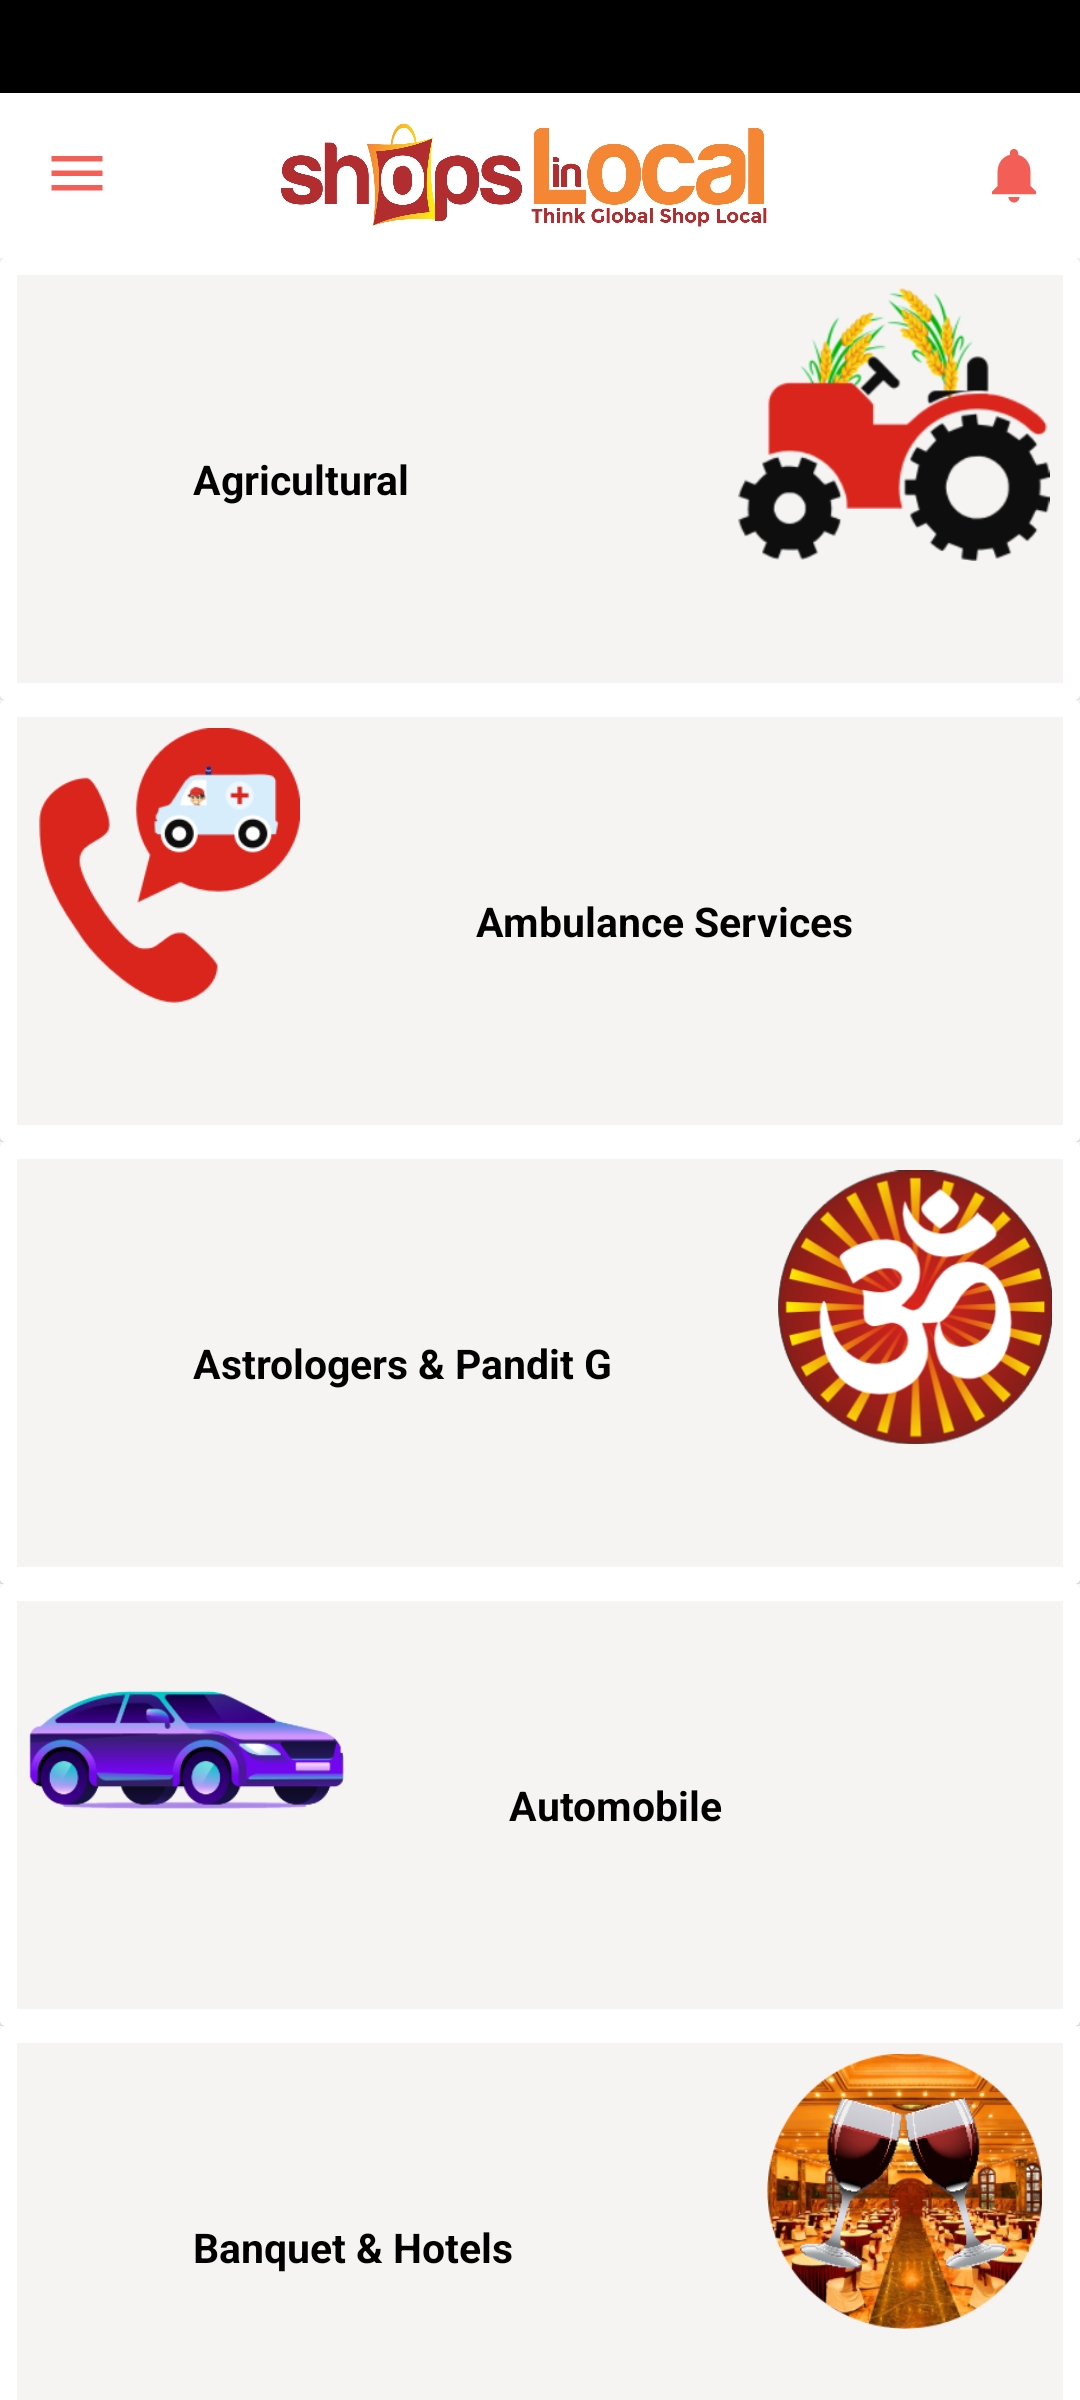 shops in Local
Think Global Shop Local
Agricultural
Ambulance Services
ॐ
Astrologers & Pandit G
Automobile
Banquet & Hotels